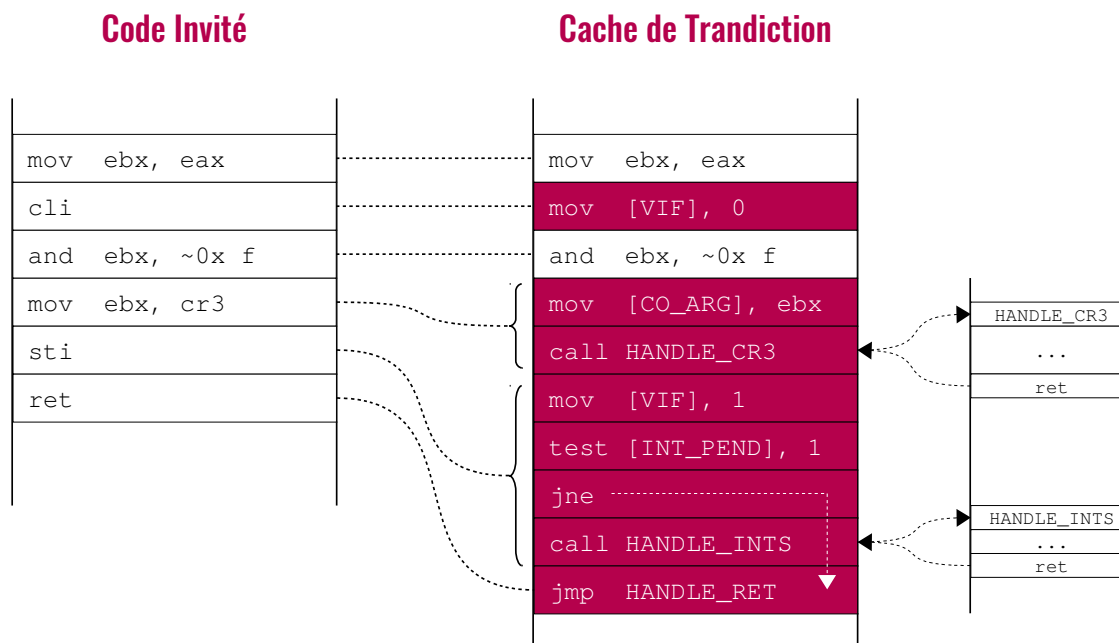 Code Invité
Cache de Trandiction
mov ebx, eax
cli
and ebx, ~0x f
mov ebx, cr3
sti
ret
mov ebx, eax
mov [VIF], 0
and ebx, ~0x f
mov [CO_ARG], ebx
call HANDLE_CR3
mov [VIF], 1
test [INT_PEND], 1
jne
call HANDLE_INTS
jmp HANDLE_RET
HANDLE_CR3
...
ret
HANDLE_INTS
...
ret